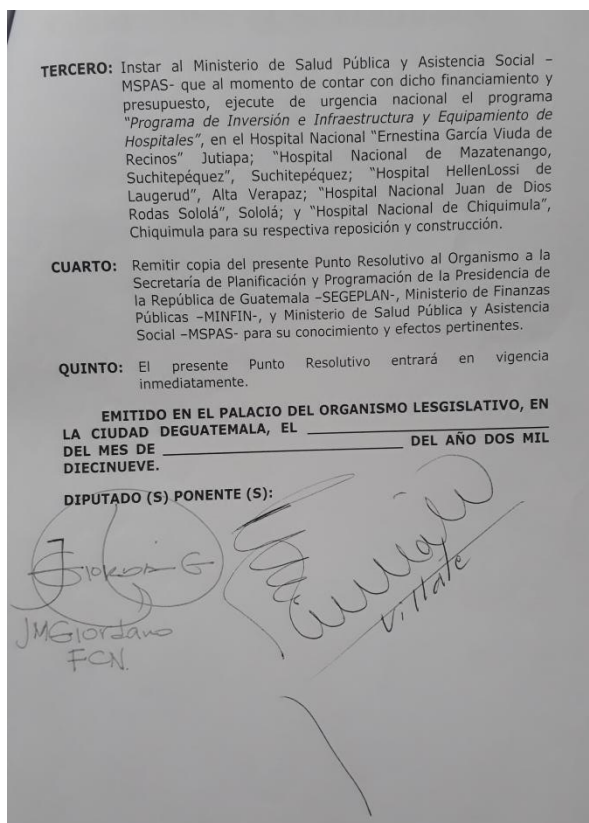 TERCERO: Instar al Ministerio de Salud Pública y Asistencia Social –
MSPAS- que al momento de contar con dicho financiamiento y
presupuesto, ejecute de urgencia nacional el programa
"Programa de Inversión e Infraestructura y Equipamiento de
Hospitales", en el Hospital Nacional "Ernestina García Viuda de
Recinos" Jutiapa; "Hospital Nacional de Mazatenango,
Suchitepéquez", Suchitepéquez; "Hospital HellenLossi de
Laugerud", Alta Verapaz; "Hospital Nacional Juan de Dios
Rodas Sololá", Sololá; y "Hospital Nacional de Chiquimula",
Chiquimula para su respectiva reposición y construcción.
CUARTO: Remitir copia del presente Punto Resolutivo al Organismo a la
Secretaría de Planificación y Programación de la Presidencia de
la República de Guatemala –SEGEPLAN-, Ministerio de Finanzas
Públicas –MINFIN-, y Ministerio de Salud Pública y Asistencia
Social –MSPAS- para su conocimiento y efectos pertinentes.
QUINTO: El presente Punto Resolutivo entrará en vigencia
inmediatamente.
EMITIDO EN EL PALACIO DEL ORGANISMO LESGISLATIVO, EN
LA CIUDAD DEGUATEMALA, EL ____________________
DEL MES DE ____________________ DEL AÑO DOS MIL
DIECINUEVE.
DIPUTADO (S) PONENTE (S):
JMGiordano
FCN.
Villate